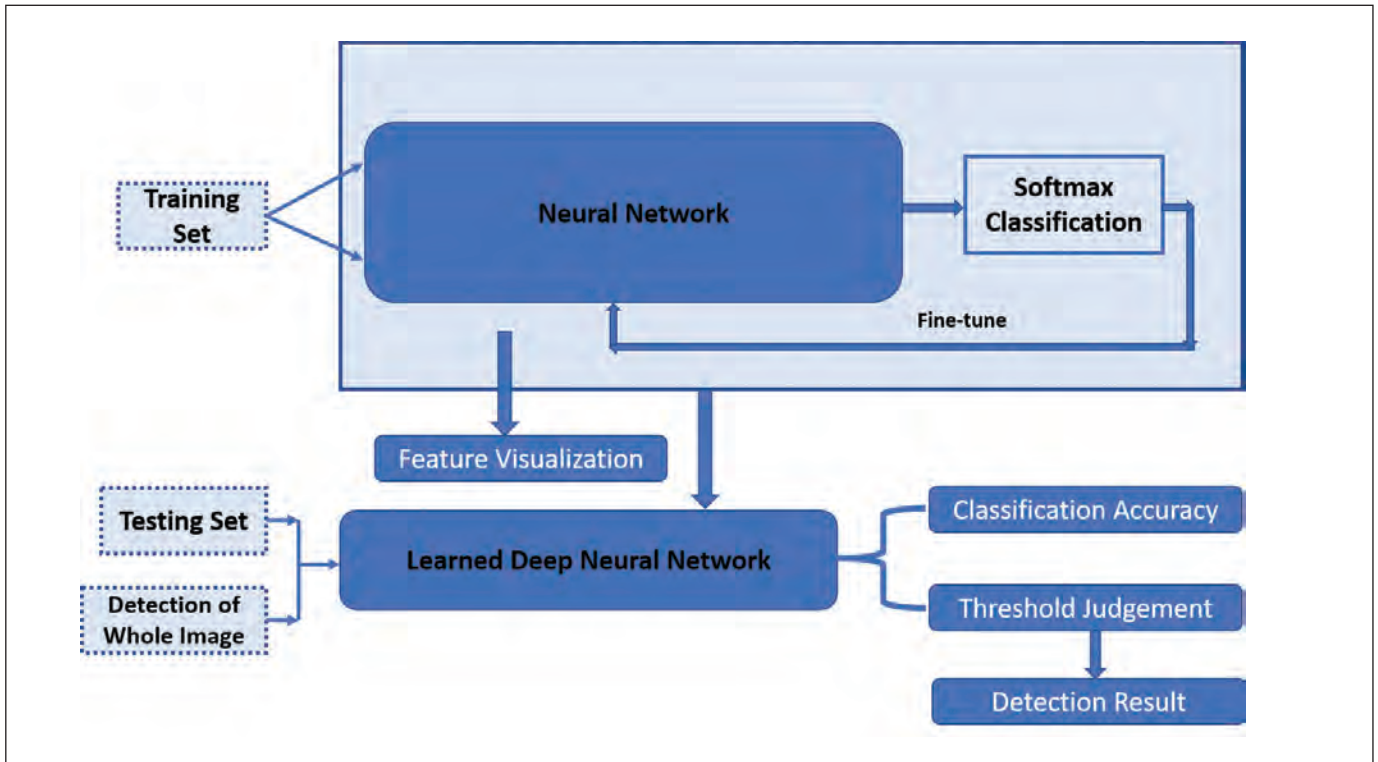 Training
Set
Neural Network
Softmax
Classification
Fine-tune
Feature Visualization
Testing Set
Detection of
Whole Image
Learned Deep Neural Network
Classification Accuracy
Threshold Judgement
Detection Result